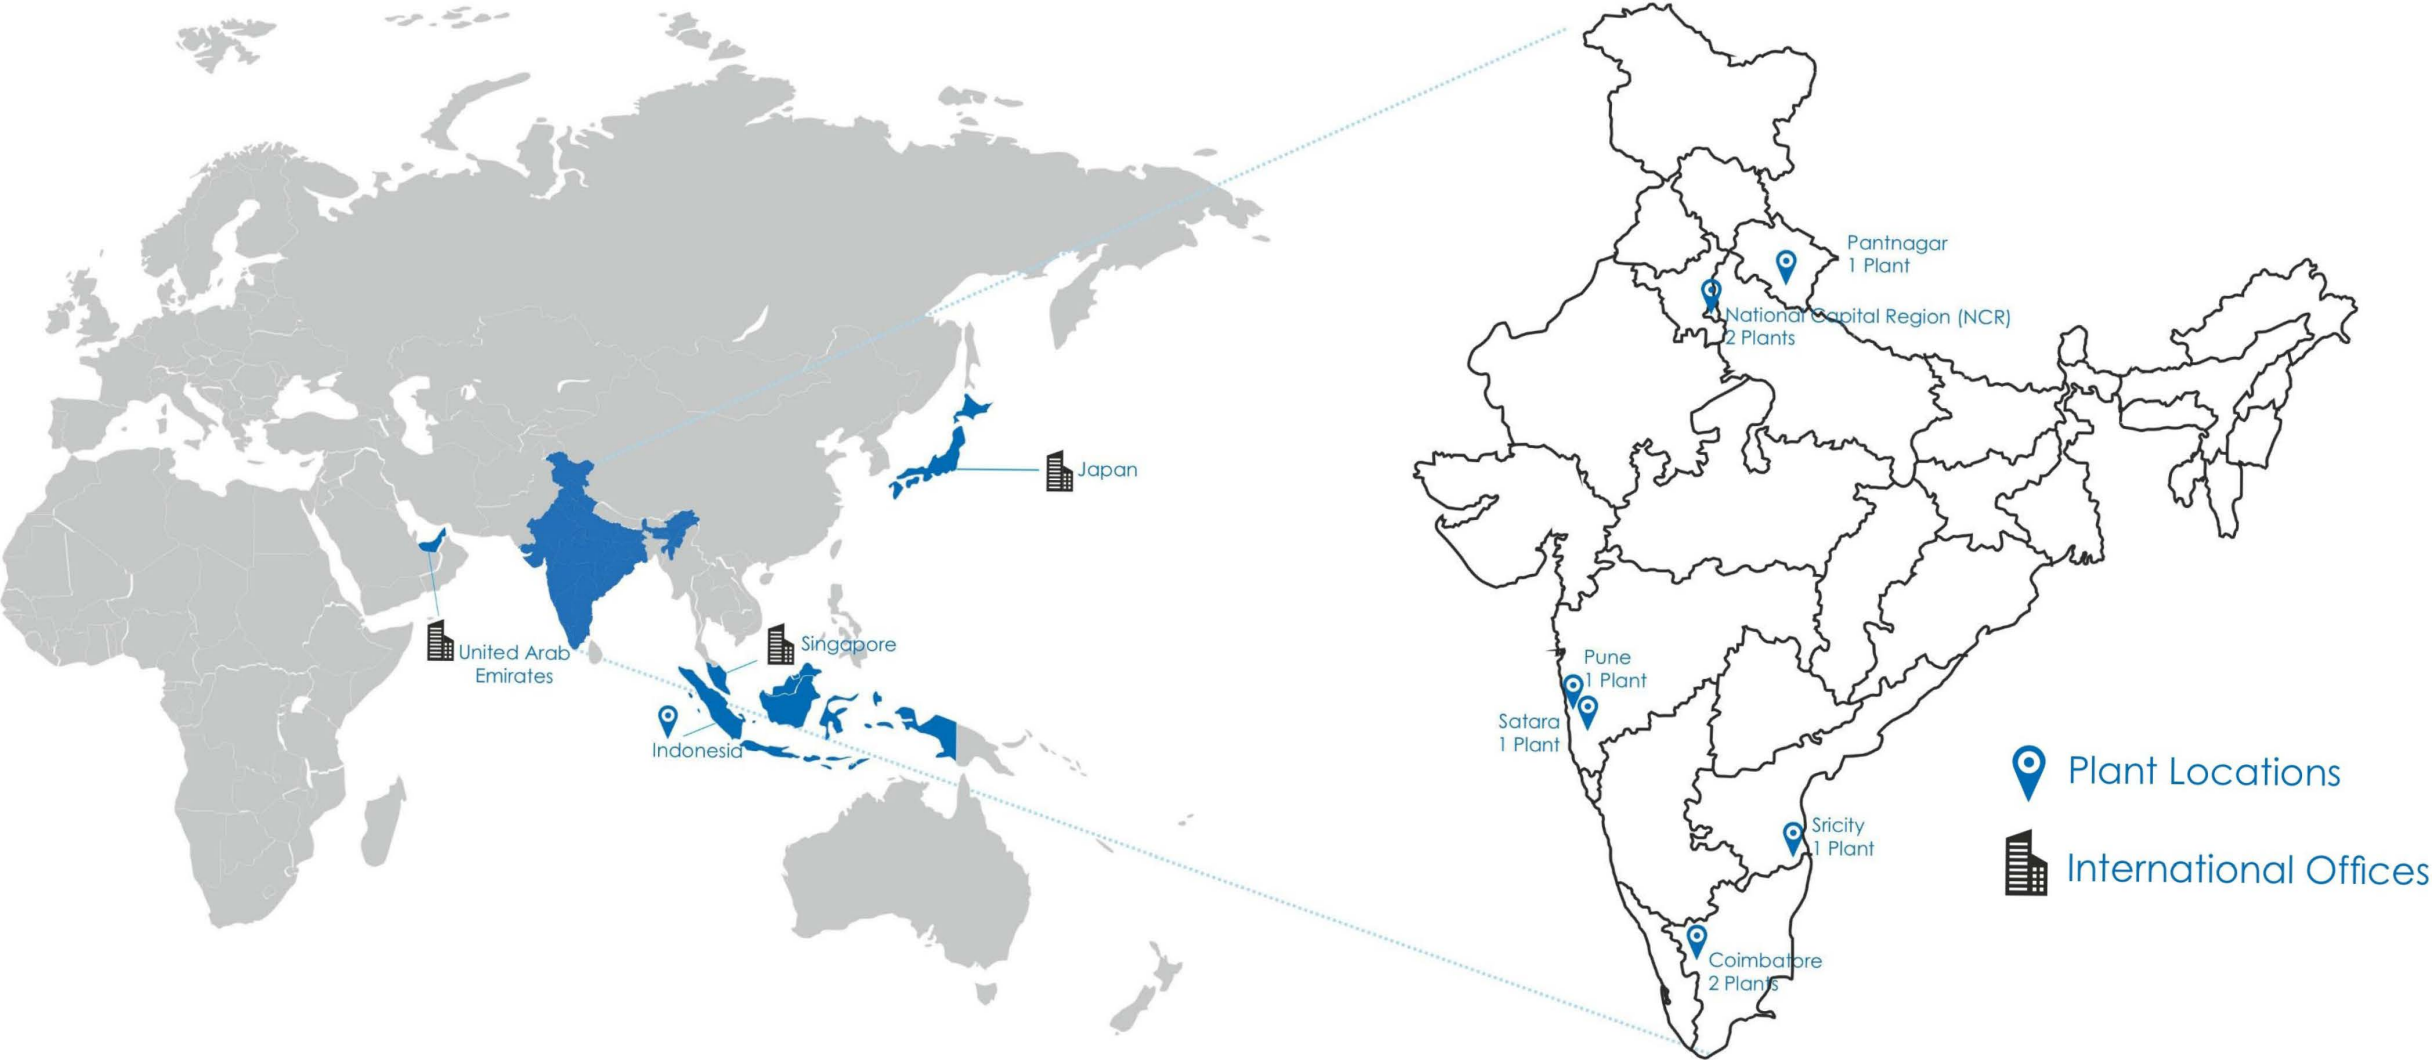 Japan
United Arab
Emirates
Singapore
Indonesia
Pantnagar
1 Plant
National Capital Region (NCR)
2 Plants
Pune
1 Plant
Satara
1 Plant
Sricity
1 Plant
Coimbatore
2 Plants
Plant Locations
International Offices